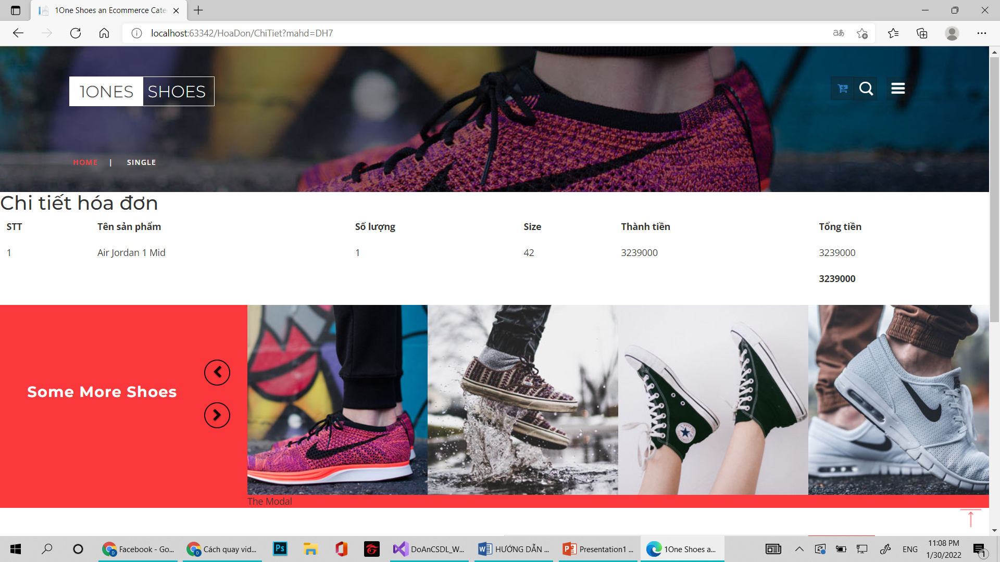 1One Shoes an Ecommerce Cate
localhost:63342/HoaDon/ChiTiet?mahd=DH7
1ONES SHOES
HOME | SINGLE
Chi tiết hóa đơn
STT Tên sản phẩm Số lượng Size Thành tiền Tổng tiền
1 Air Jordan 1 Mid 1 42 3239000 3239000
3239000
Some More Shoes
The Modal
Facebook - Go... Cách quay vid... Ps DoAnCSDL_W... HƯỚNG DẪN ... Presentation1 ... 1One Shoes a... ENG 11:08 PM
1/30/2022 1